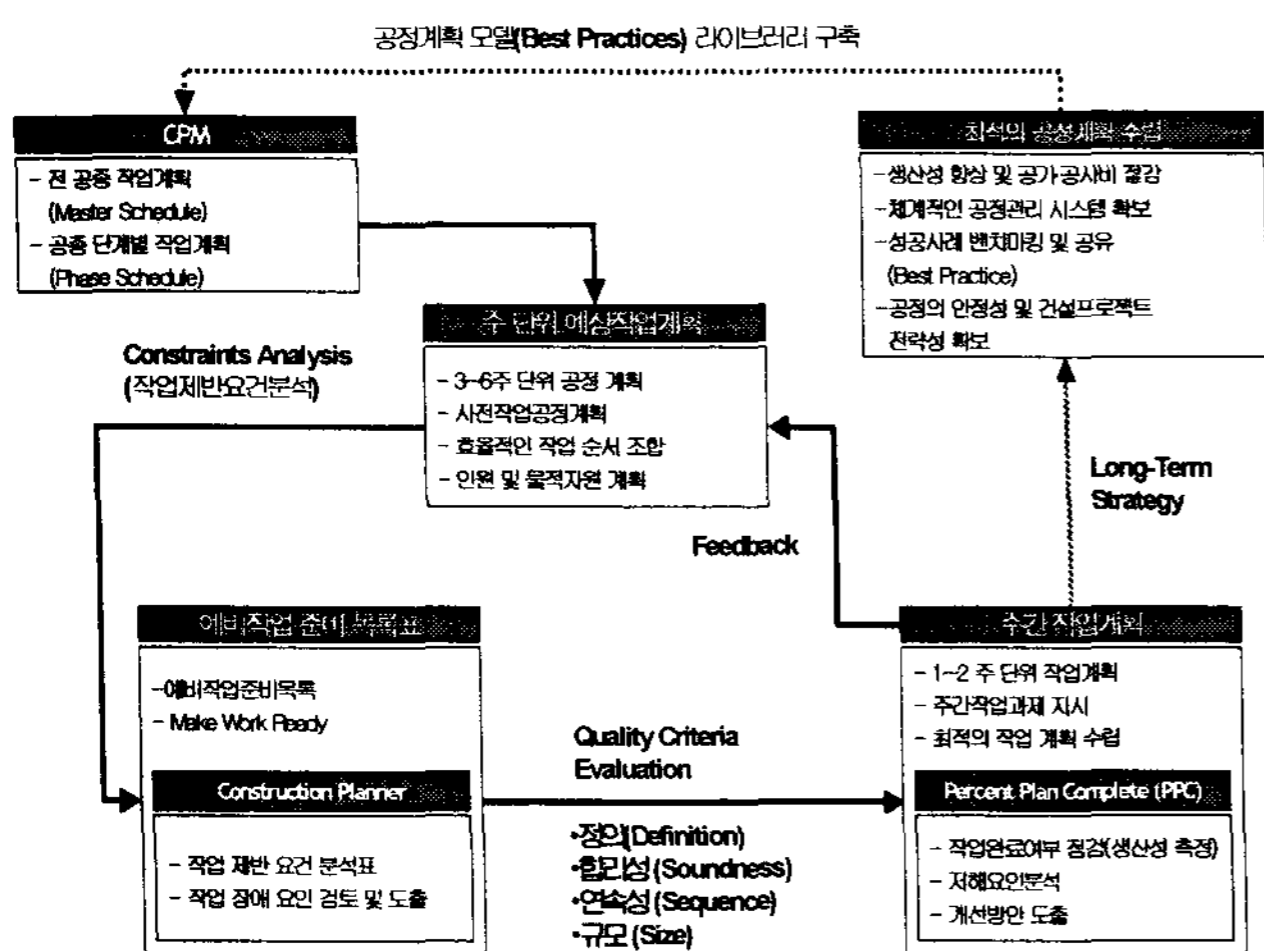 공정계획 모델(Best Practices) 라이브러리 구축
CPM
- 전 공종 작업계획
(Master Schedule)
- 공종 단계별 작업계획
(Phase Schedule)
최적의 공정계획 수립
-생산성 향상 및 공기·공사비 절감
-체계적인 공정관리 시스템 확보
-성공사례 벤치마킹 및 공유
(Best Practice)
-공정의 안정성 및 건설프로젝트
전략성 확보
주 단위 예상작업계획
- 3~6주 단위 공정 계획
- 사전작업공정계획
- 효율적인 작업 순서 조합
- 인원 및 물적자원 계획
Constraints Analysis
(작업제반요건분석)
Long-Term
Strategy
Feedback
예비작업 준비 목록표
-예비작업준비목록
- Make Work Ready
Construction Planner
- 작업 제반 요건 분석표
- 작업 장애 요인 검토 및 도출
Quality Criteria
Evaluation
•정의(Definition)
•합리성 (Soundness)
•연속성 (Sequence)
•규모 (Size)
주간 작업계획
- 1~2 주 단위 작업계획
- 주간작업과제 지시
- 최적의 작업 계획 수립
Percent Plan Complete (PPC)
- 작업완료여부 점검(생산성 측정)
- 저해요인분석
- 개선방안 도출